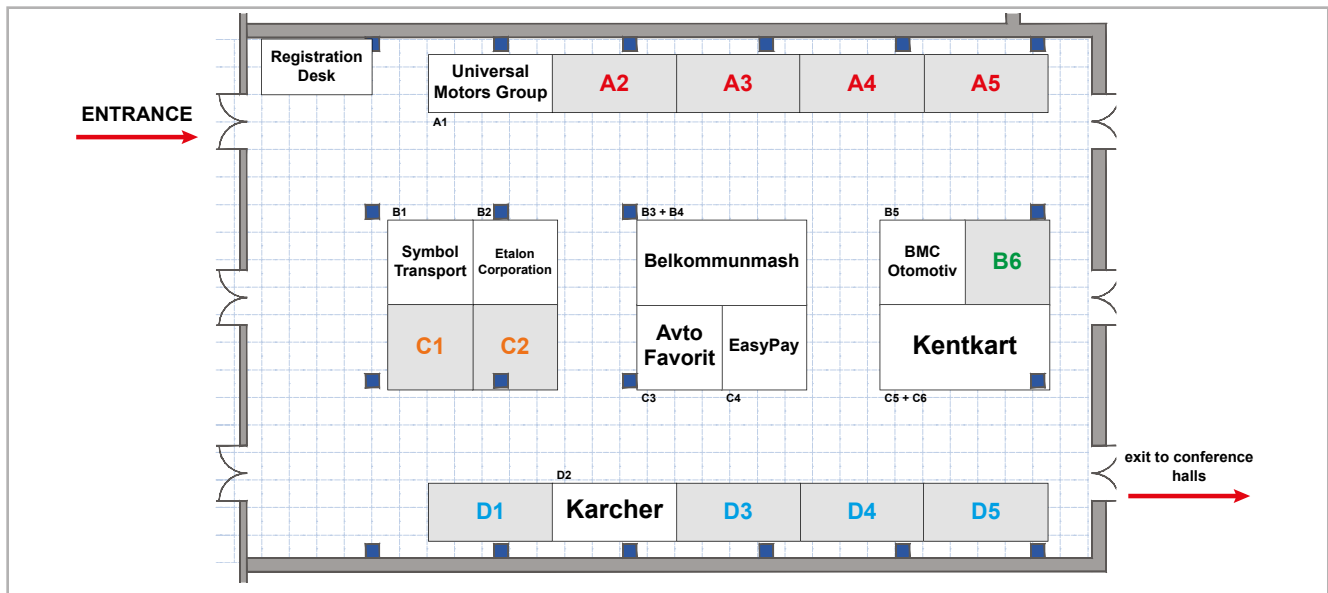 Registration
Desk
ENTRANCE
Universal
Motors Group
A2
A3
A4
A5
A1
B1
B2
B3 + B4
B5
Symbol
Transport
Etalon
Corporation
Belkommunmash
BMC
Otomotiv
B6
C1
C2
Avto
Favorit
EasyPay
Kentkart
C3
C4
C5 + C6
exit to conference
halls
D2
D1
Karcher
D3
D4
D5